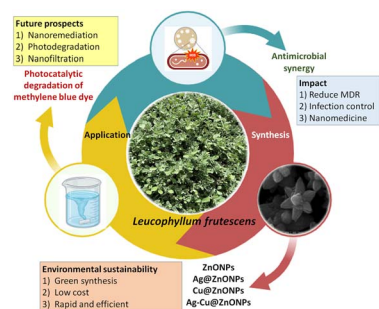 Future prospects
1) Nanoremediation
2) Photodegradation
3) Nanofiltration
Photocatalytic
degradation of
methylene blue dye
Antimicrobial
synergy
Impact
1) Reduce MDR
2) Infection control
3) Nanomedicine
Application
Synthesis
Leucophyllum frutescens
Environmental sustainability
1) Green synthesis
2) Low cost
3) Rapid and efficient
ZnONPs
Ag@ZnONPs
Cu@ZnONPs
Ag-Cu@ZnONPs